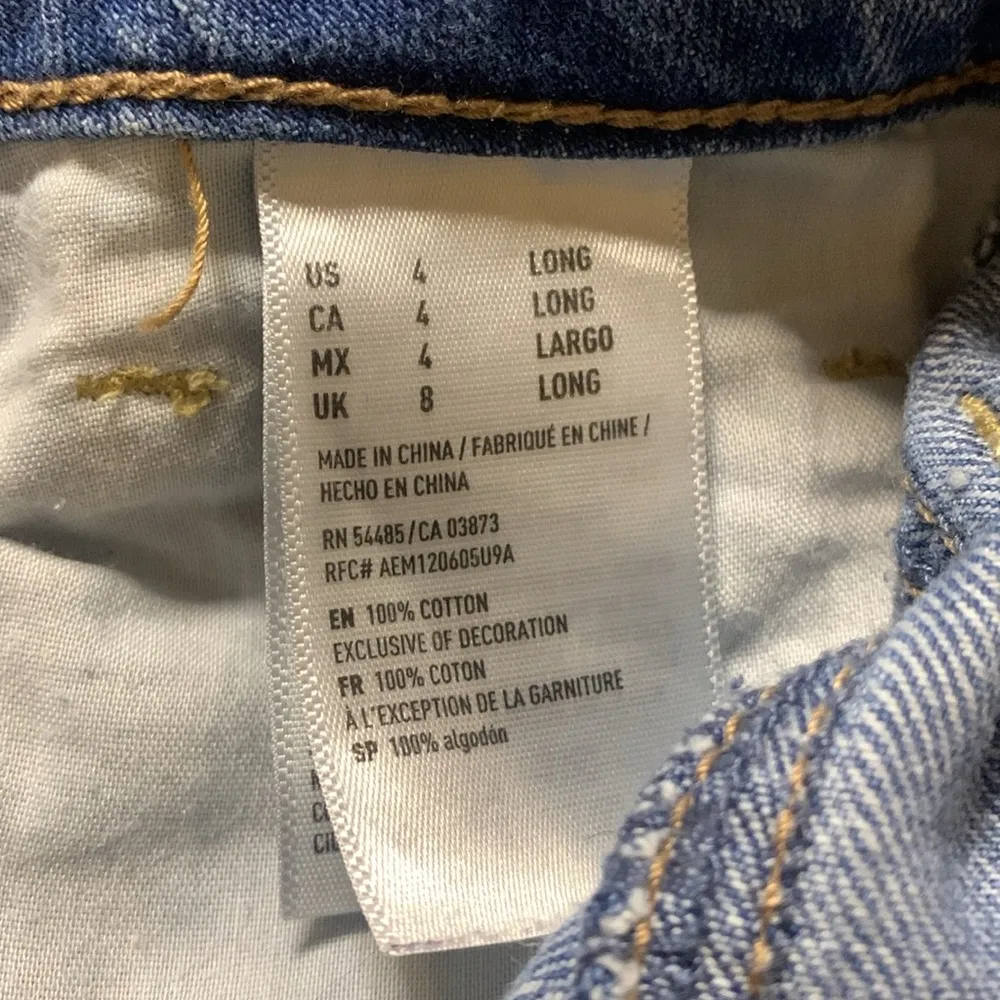 US 4 LONG
CA 4 LONG
MX 4 LARGO
UK 8 LONG
MADE IN CHINA / FABRIQUÉ EN CHINE /
HECHO EN CHINA
RN 54485/CA 03873
RFC# AEM120605U9A
EN 100% COTTON
EXCLUSIVE OF DECORATION
FR 100% COTON
À L'EXCEPTION DE LA GARNITURE
SP 100% algodón